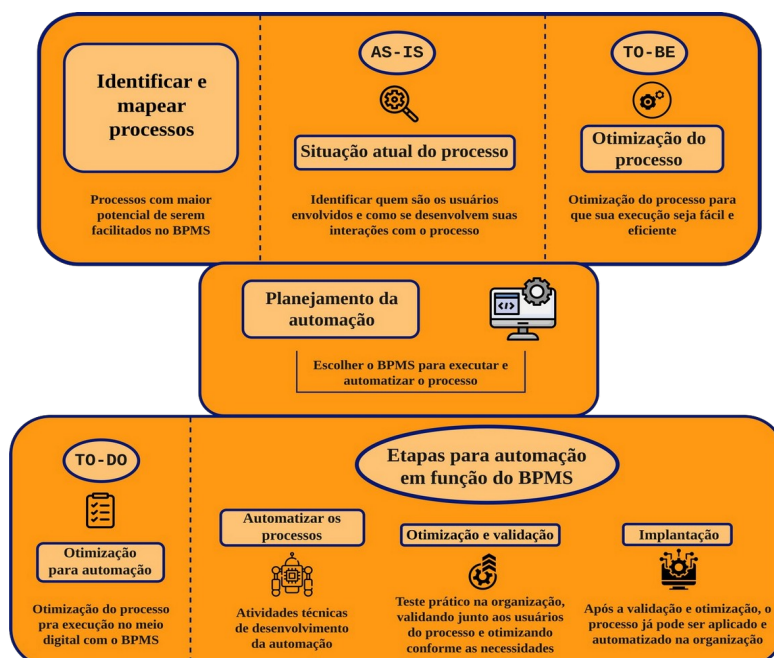 Identificar e
mapear
processos
Processos com maior
potencial de serem
facilitados no BPMS
AS-IS
Situação atual do processo
Identificar quem são os usuários
envolvidos e como se desenvolvem suas
interações com o processo
TO-BE
Otimização do
processo
Otimização do processo para
que sua execução seja fácil e
eficiente
Planejamento da
automação
</>
Escolher o BPMS para executar e
automatizar o processo
TO-DO
Otimização
para automação
Otimização do processo
pra execução no meio
digital com o BPMS
Etapas para automação
em função do BPMS
Automatizar os
processos
Atividades técnicas
de desenvolvimento
da automação
Otimização e validação
Teste prático na organização,
validando junto aos usuários
do processo e otimizando
conforme as necessidades
Implantação
Após a validação e otimização, o
processo já pode ser aplicado e
automatizado na organização